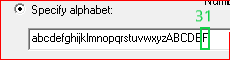 31
Specify alphabet:
abcdefghijklmnopqrstuvwxyzABCDEF